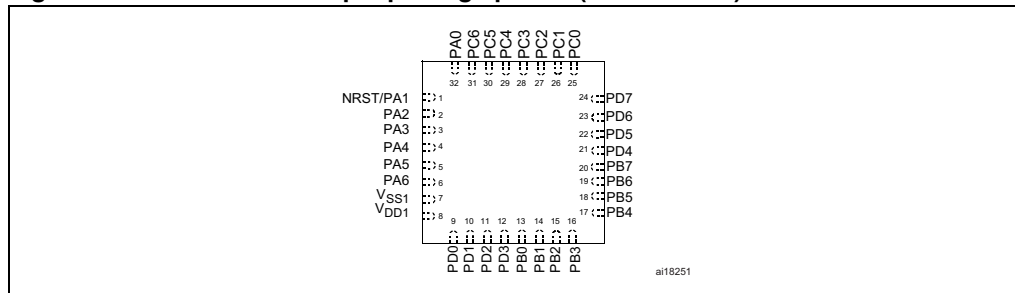 PA0 PC6 PC5 PC4 PC3 PC2 PC1 PC0
32 31 30 29 28 27 26 25
NRST/PA1 1
PA2 2
PA3 3
PA4 4
PA5 5
PA6 6
VSS1 7
VDD1 8
24 PD7
23 PD6
22 PD5
21 PD4
20 PB7
19 PB6
18 PB5
17 PB4
9 10 11 12 13 14 15 16
PD0 PD1 PD2 PD3 PB0 PB1 PB2 PB3
ai18251